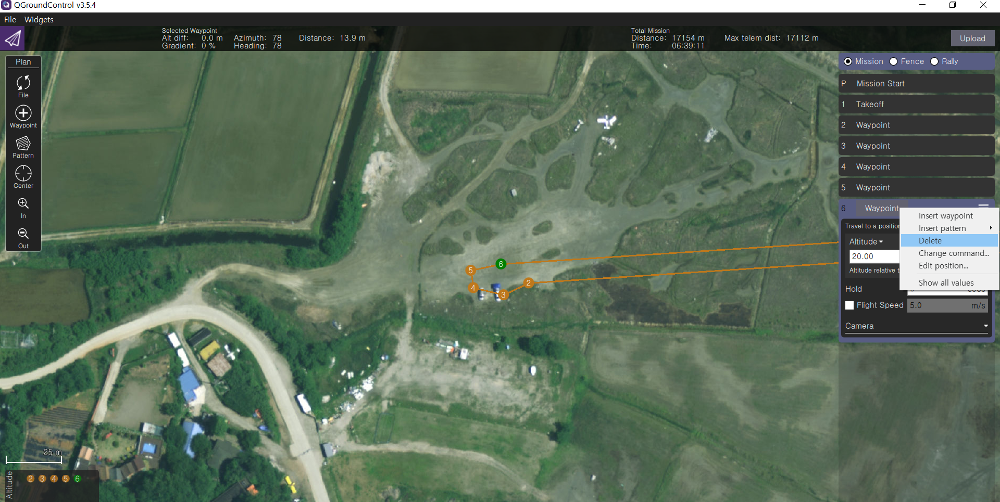 QGroundControl v3.5.4
File Widgets
Selected Waypoint
Alt diff: 0.0 m Azimuth: 78 Distance: 13.9 m
Gradient: 0 % Heading: 78
Total Mission
Distance: 17154 m Max telem dist: 17112 m
Time: 06:39:11
Upload
Plan
File
Waypoint
Pattern
Center
In
Out
Mission Fence Rally
P Mission Start
1 Takeoff
2 Waypoint
3 Waypoint
4 Waypoint
5 Waypoint
6 Waypoint
Travel to a position
Altitude
20.00
Altitude relative t
Hold
Flight Speed 5.0 m/s
Camera
Insert waypoint
Insert pattern
Delete
Change command...
Edit position...
Show all values
6
5
2
4
3
25 m
Altitude
2 3 4 5 6